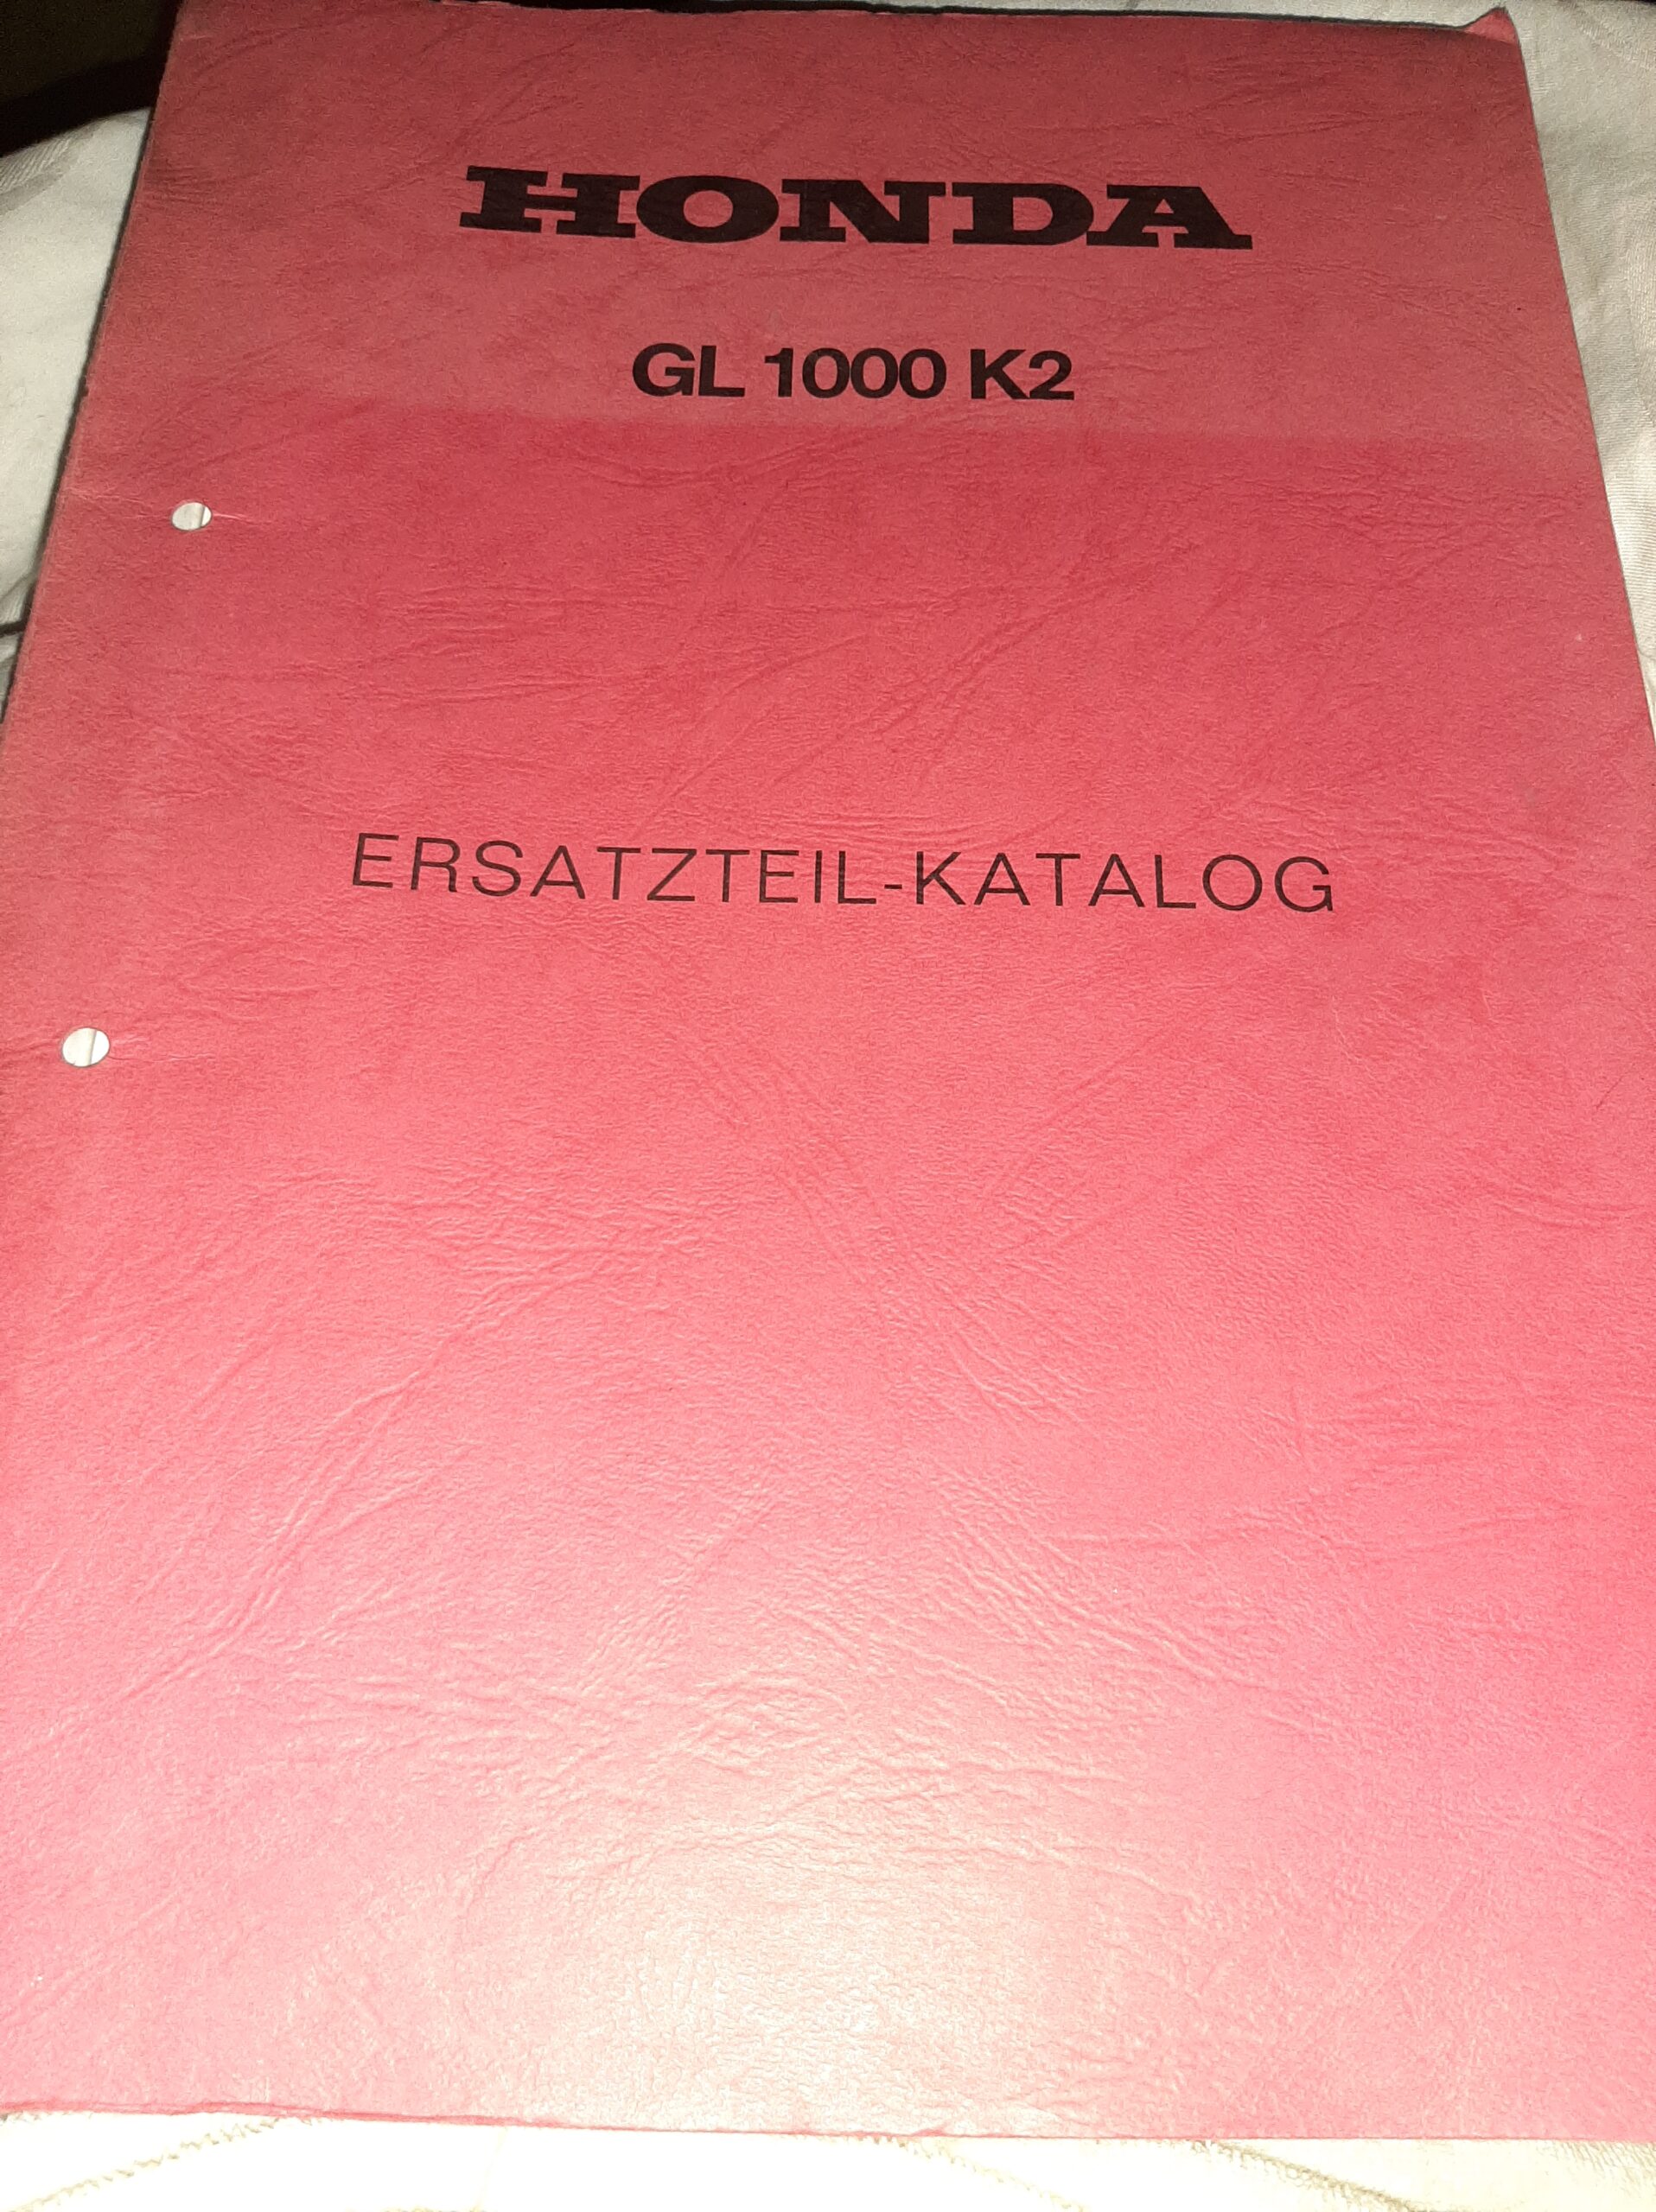 HONDA
GL 1000 K2
ERSATZTEIL-KATALOG